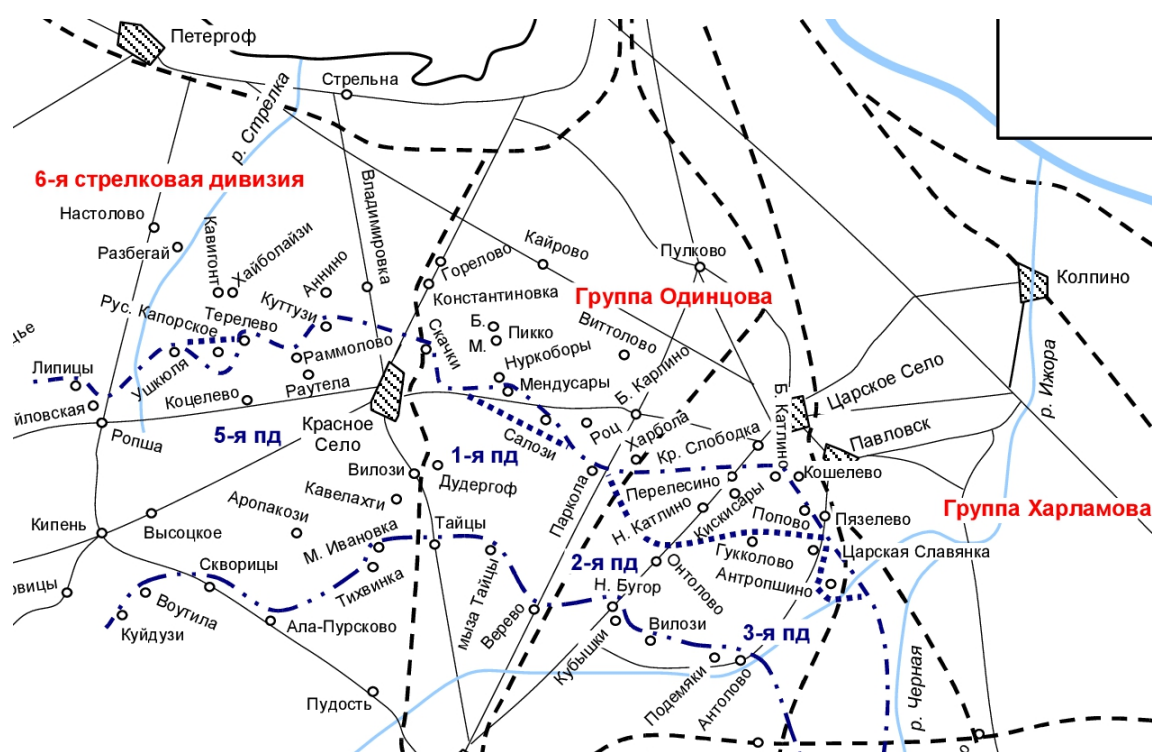 Петергоф
Стрельна
р. Стрелка
6-я стрелковая дивизия
Владимировка
Настолово
Разбегай
Кавигонт
Хайболайзи
Аннино
Горелово
Кайрово
Пулково
Колпино
Константиновка
Группа Одинцова
Рус. Капорское
Терелево
Куттузи
Скачки
Б.
М.
Пикко
Виттолово
Нуркоборы
Раммолово
Липицы
Ушкюля
Раутела
Мендусары
Б. Карлино
Б. Катлино
Царское Село
р. Ижора
Коцелево
йловская
Ропша
5-я пд
Красное
Село
1-я пд
Салози
Роц
Харбола
Кр. Слободка
Павловск
Вилози
Дудергоф
Паркола
Перелесино
Кошелево
Аропакози
Кавелахти
Н. Катлино
Кискисары
Попово
Пязелево
Группа Харламова
Кипень
Высоцкое
М. Ивановка
Тайцы
Гукколово
Царская Славянка
2-я пд
Онтолово
Антропшино
Скворицы
Тихвинка
мыза Тайцы
Н. Бугор
овицы
Воутила
Куйдузи
Ала-Пурсково
Верево
Кубышки
Вилози
3-я пд
Подемяки
Антолово
р. Черная
Пудость